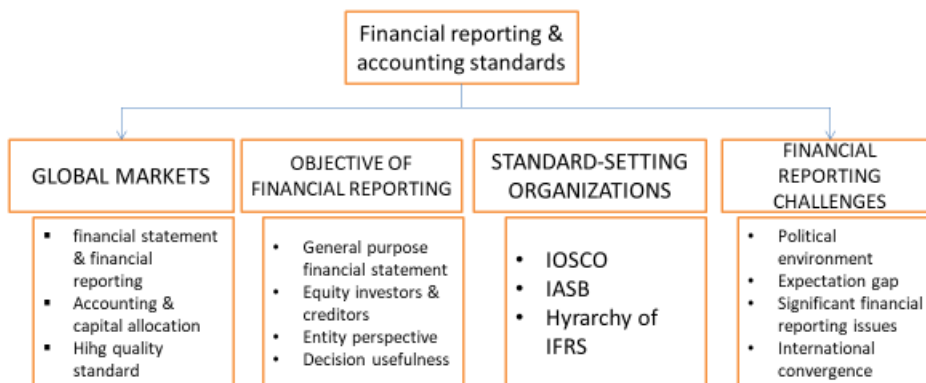 Financial reporting &
accounting standards
GLOBAL MARKETS
▪ financial statement
& financial
reporting
▪ Accounting &
capital allocation
▪ Hihg quality
standard
OBJECTIVE OF
FINANCIAL REPORTING
• General purpose
financial statement
• Equity investors &
creditors
• Entity perspective
• Decision usefulness
STANDARD-SETTING
ORGANIZATIONS
• IOSCO
• IASB
• Hyrarchy of
IFRS
FINANCIAL
REPORTING
CHALLENGES
• Political
environment
• Expectation gap
• Significant financial
reporting issues
• International
convergence